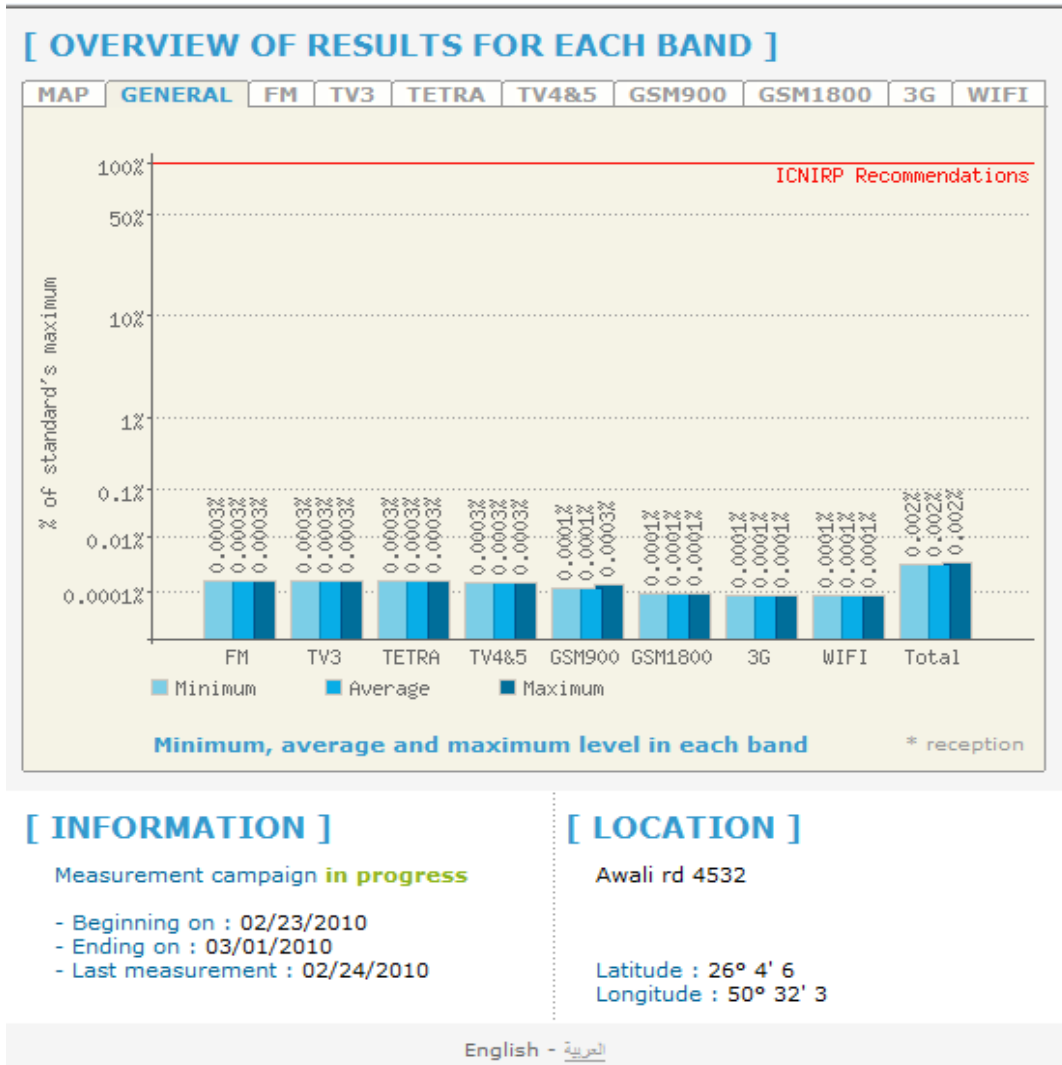 [ OVERVIEW OF RESULTS FOR EACH BAND ]
MAP GENERAL FM TV3 TETRA TV4&5 GSM900 GSM1800 3G WIFI
100%
ICNIRP Recommendations
50%
10%
1%
0.1%
0.01%
0.0001%
% of standard's maximum
0.0003% 0.0003% 0.0003%
0.0003% 0.0003% 0.0003%
0.0003% 0.0003% 0.0003%
0.0003% 0.0003% 0.0003%
0.0001% 0.0001% 0.0003%
0.0001% 0.0001% 0.0001%
0.0001% 0.0001% 0.0001%
0.0001% 0.0001% 0.0001%
0.002% 0.002% 0.002%
FM TV3 TETRA TV4&5 GSM900 GSM1800 3G WIFI Total
Minimum Average Maximum
Minimum, average and maximum level in each band
* reception
[ INFORMATION ]
Measurement campaign in progress
- Beginning on : 02/23/2010
- Ending on : 03/01/2010
- Last measurement : 02/24/2010
[ LOCATION ]
Awali rd 4532
Latitude : 26° 4' 6
Longitude : 50° 32' 3
English - العربية